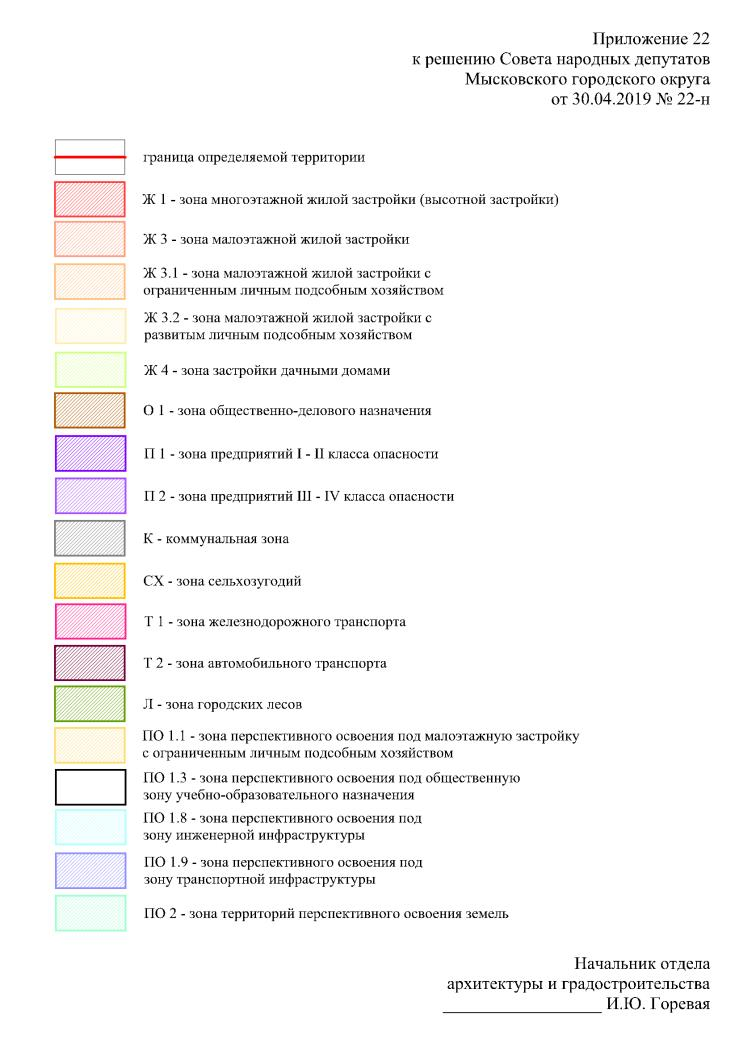 Приложение 22
к решению Совета народных депутатов
Мысковского городского округа
от 30.04.2019 № 22-н
граница определяемой территории
Ж 1 - зона многоэтажной жилой застройки (высотной застройки)
Ж 3 - зона малоэтажной жилой застройки
Ж 3.1 - зона малоэтажной жилой застройки с
ограниченным личным подсобным хозяйством
Ж 3.2 - зона малоэтажной жилой застройки с
развитым личным подсобным хозяйством
Ж 4 - зона застройки дачными домами
О 1 - зона общественно-делового назначения
П 1 - зона предприятий I - II класса опасности
П 2 - зона предприятий III - IV класса опасности
К - коммунальная зона
СХ - зона сельхозугодий
Т 1 - зона железнодорожного транспорта
Т 2 - зона автомобильного транспорта
Л - зона городских лесов
ПО 1.1 - зона перспективного освоения под малоэтажную застройку
с ограниченным личным подсобным хозяйством
ПО 1.3 - зона перспективного освоения под общественную
зону учебно-образовательного назначения
ПО 1.8 - зона перспективного освоения под
зону инженерной инфраструктуры
ПО 1.9 - зона перспективного освоения под
зону транспортной инфраструктуры
ПО 2 - зона территорий перспективного освоения земель
Начальник отдела
архитектуры и градостроительства
__________________ И.Ю. Горевая